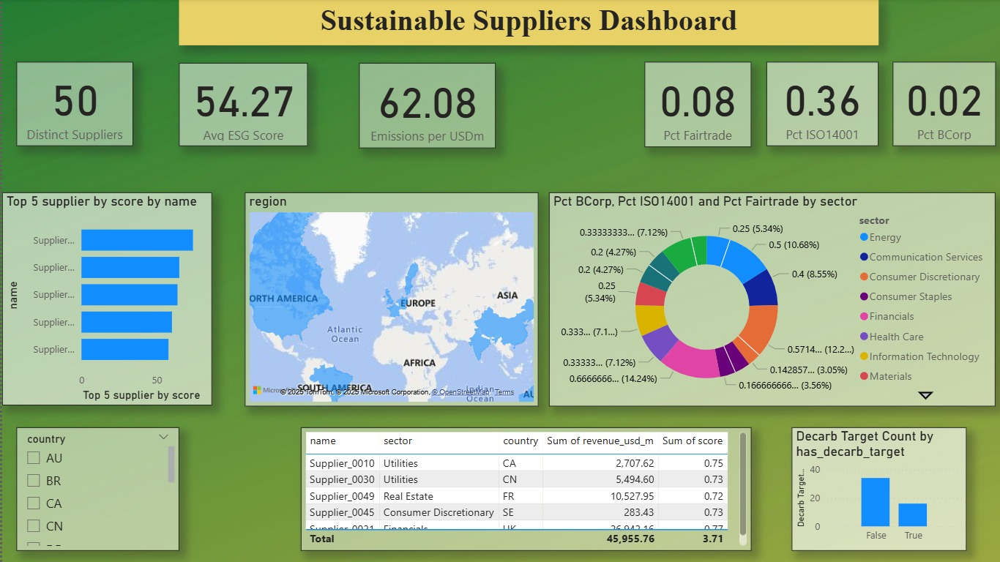 Sustainable Suppliers Dashboard
50
Distinct Suppliers
54.27
Avg ESG Score
62.08
Emissions per USDm
0.08
Pct Fairtrade
0.36
Pct ISO14001
0.02
Pct BCorp
Top 5 supplier by score by name
name
Supplier...
Supplier...
Supplier...
Supplier...
Supplier...
0 50
Top 5 supplier by score
region
ORTH AMERICA
EUROPE
ASIA
Atlantic
Ocean
AFRICA
SOUTH AMERICA
Indian
Ocean
AU
Micros
© 2025 TomTom, © 2025 Microsoft Corporation, © OpenStreetMap Terms
Pct BCorp, Pct ISO14001 and Pct Fairtrade by sector
0.25 (5.34%)
0.5 (10.68%)
0.4 (8.55%)
0.5714... (12.2...)
0.142857... (3.05%)
0.166666666... (3.56%)
0.6666666... (14.24%)
0.33333... (7.12%)
0.333... (7.1...)
0.25
(5.34%)
0.2 (4.27%)
0.2 (4.27%)
0.33333333... (7.12%)
sector
Energy
Communication Services
Consumer Discretionary
Consumer Staples
Financials
Health Care
Information Technology
Materials
country
AU
BR
CA
CN
name sector country Sum of revenue_usd_m Sum of score
Supplier_0010 Utilities CA 2,707.62 0.75
Supplier_0030 Utilities CN 5,494.60 0.73
Supplier_0049 Real Estate FR 10,527.95 0.72
Supplier_0045 Consumer Discretionary SE 283.43 0.73
Supplier_0021 Financials UK 26,942.16 0.77
Total 45,955.76 3.71
Decarb Target Count by
has_decarb_target
Decarb Target...
40
20
0
False True